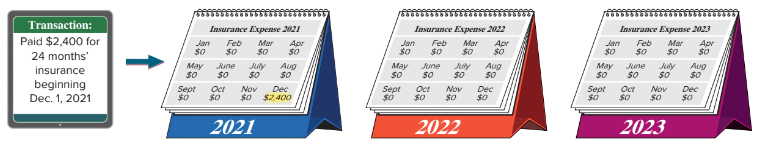 Transaction:
Paid $2,400 for
24 months'
insurance
beginning
Dec. 1, 2021
Insurance Expense 2021
Jan Feb Mar Apr
$0 $0 $0 $0
May June July Aug
$0 $0 $0 $0
Sept Oct Nov Dec
$0 $0 $0 $2,400
2021
Insurance Expense 2022
Jan Feb Mar Apr
$0 $0 $0 $0
May June July Aug
$0 $0 $0 $0
Sept Oct Nov Dec
$0 $0 $0 $0
2022
Insurance Expense 2023
Jan Feb Mar Apr
$0 $0 $0 $0
May June July Aug
$0 $0 $0 $0
Sept Oct Nov Dec
$0 $0 $0 $0
2023